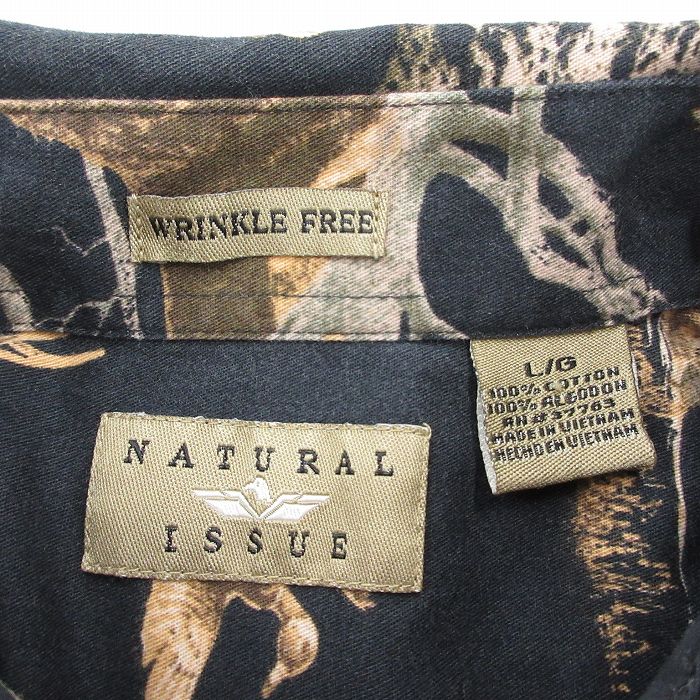 WRINKLE FREE
L/G
100% COTTON
100% ALGODON
RN #37763
MADE IN VIETNAM
HECHO EN VIETNAM
NATURAL
ISSUE